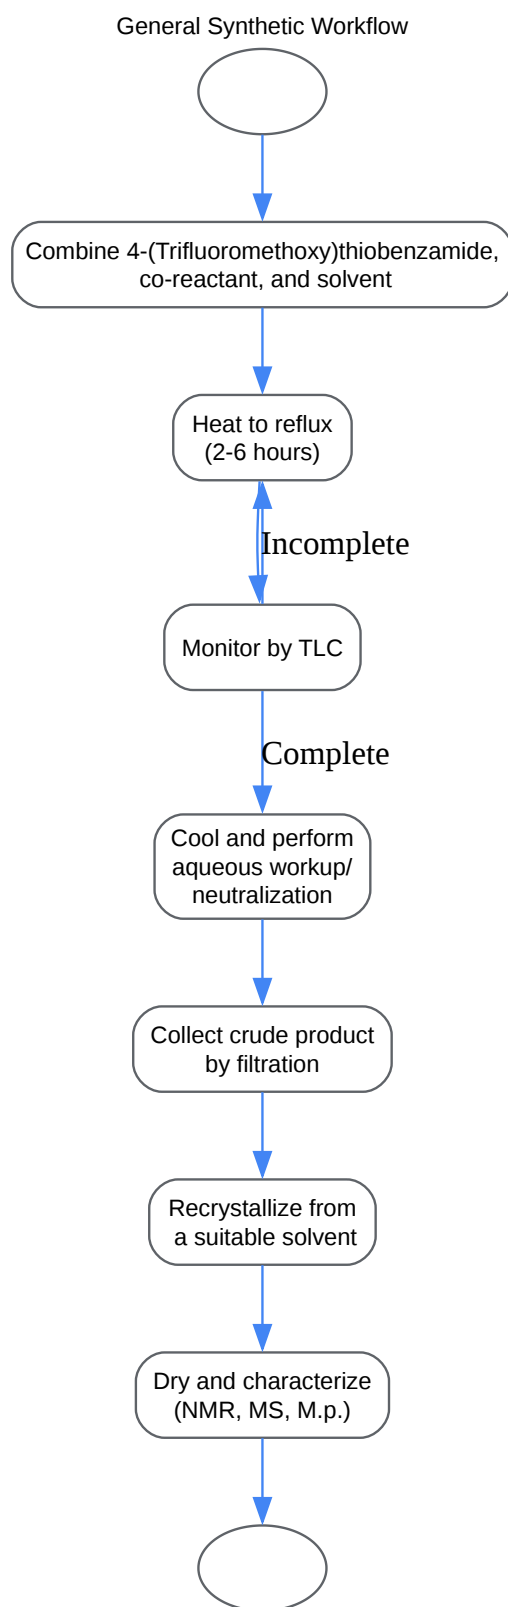 General Synthetic Workflow
Combine 4-(Trifluoromethoxy)thiobenzamide,
co-reactant, and solvent
Heat to reflux
(2-6 hours)
Incomplete
Monitor by TLC
Complete
Cool and perform
aqueous workup/
neutralization
Collect crude product
by filtration
Recrystallize from
a suitable solvent
Dry and characterize
(NMR, MS, M.p.)